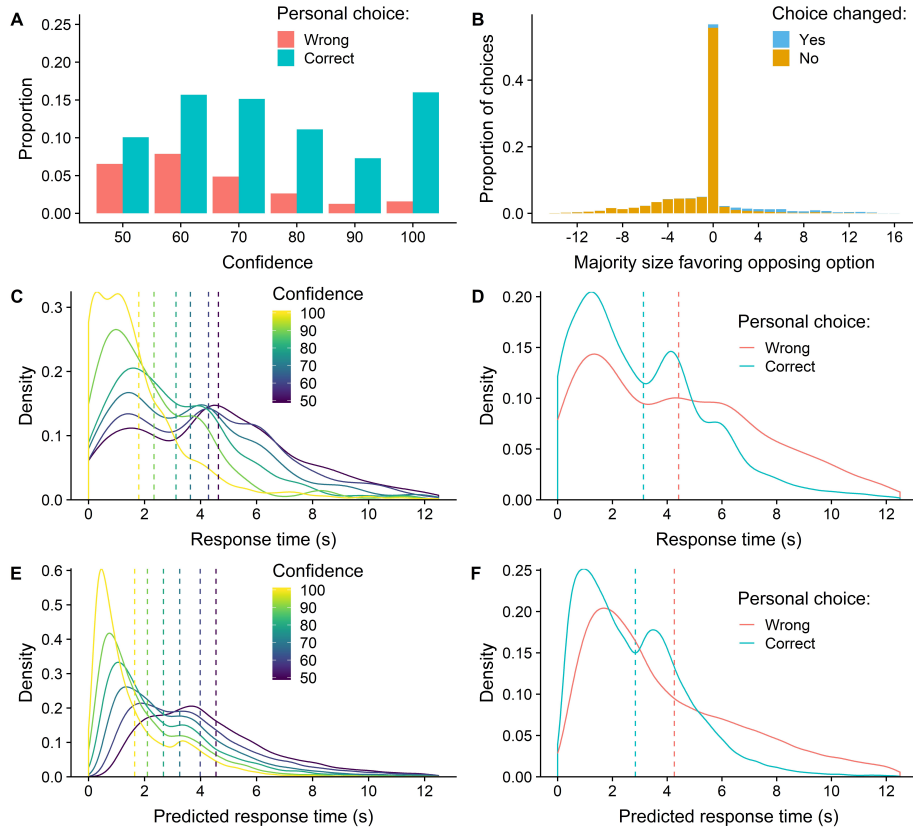 A
Personal choice:
Wrong
Correct
0.25
0.20
0.15
0.10
0.05
0.00
Proportion
50 60 70 80 90 100
Confidence
B
Choice changed:
Yes
No
0.4
0.2
0.0
Proportion of choices
-12 -8 -4 0 4 8 12 16
Majority size favoring opposing option
C
Confidence
100
90
80
70
60
50
0.3
0.2
0.1
0.0
Density
0 2 4 6 8 10 12
Response time (s)
D
Personal choice:
Wrong
Correct
0.20
0.15
0.10
0.05
0.00
Density
0 2 4 6 8 10 12
Response time (s)
E
Confidence
100
90
80
70
60
50
0.6
0.5
0.4
0.3
0.2
0.1
0.0
Density
0 2 4 6 8 10 12
Predicted response time (s)
F
Personal choice:
Wrong
Correct
0.25
0.20
0.15
0.10
0.05
0.00
Density
0 2 4 6 8 10 12
Predicted response time (s)